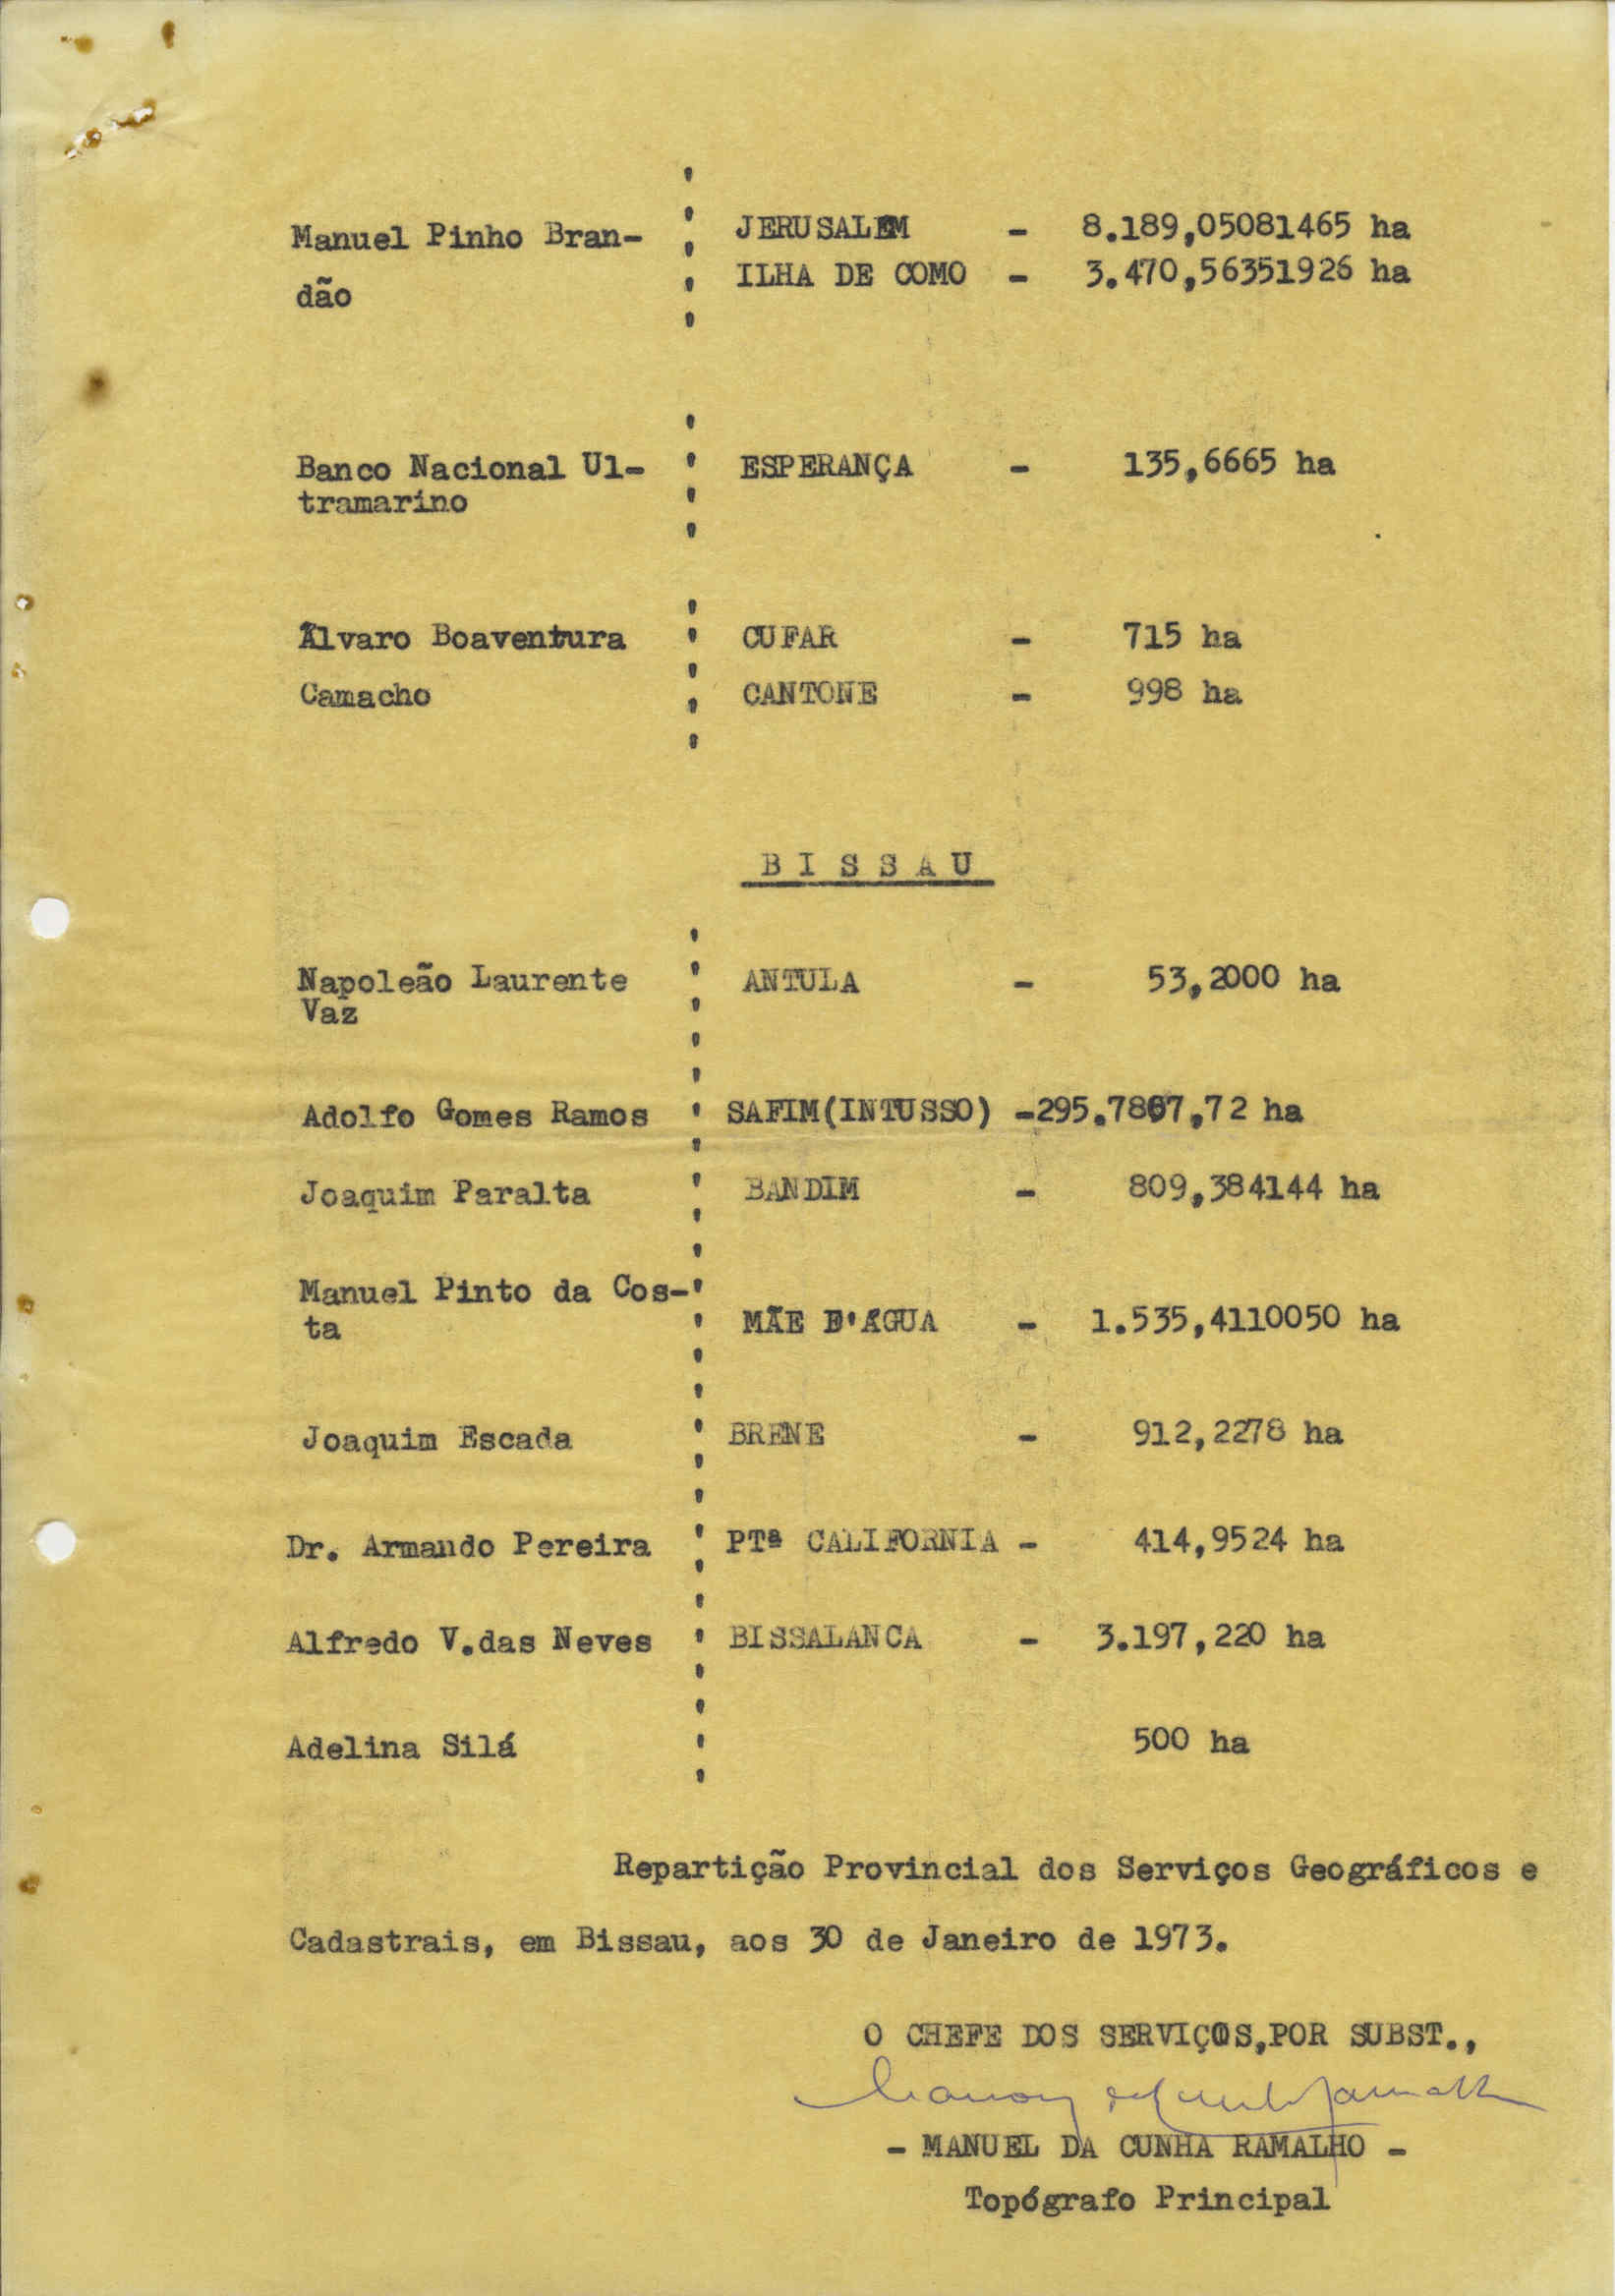 Manuel Pinho Bran- JERUSALEM - 8.189,05081465 ha
dão ILHA DE COMO - 3.470,56351926 ha
Banco Nacional Ul- ESPERANÇA - 135,6665 ha
tramarino
Álvaro Boaventura CUFAR - 715 ha
Camacho CANTONE - 998 ha
BISSAU
Napoleão Laurente ANTULA - 53,2000 ha
Vaz
Adolfo Gomes Ramos SAFIM(INTUSSO) - ha
Joaquim Paralta BANDIM - 809,384144 ha
Manuel Pinto da Cos-
ta MÃE D'ÁGUA - 1.535,4110050 ha
Joaquim Escada BRENE - 912,2278 ha
Dr. Armando Pereira PTª CALIFORNIA - 414,9524 ha
Alfredo V.das Neves BISSALANCA - 3.197,220 ha
Adelina Silá 500 ha
Repartição Provincial dos Serviços Geográficos e
Cadastrais, em Bissau, aos 30 de Janeiro de 1973.
O CHEFE DOS SERVIÇOS,POR SUBST.,
- MANUEL DA CUNHA RAMALHO -
Topógrafo Principal